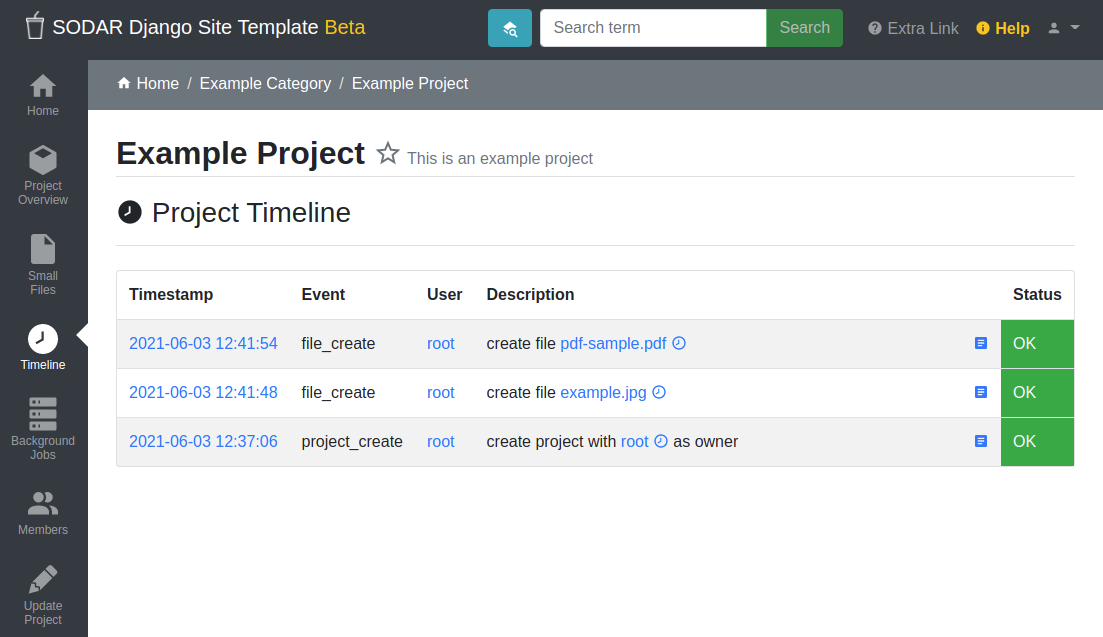 SODAR Django Site Template Beta
Search term
Search
Extra Link
Help
Home / Example Category / Example Project
Home
Project
Overview
Small
Files
Timeline
Background
Jobs
Members
Update
Project
Example Project This is an example project
Project Timeline
Timestamp Event User Description Status
2021-06-03 12:41:54 file_create root create file pdf-sample.pdf OK
2021-06-03 12:41:48 file_create root create file example.jpg OK
2021-06-03 12:37:06 project_create root create project with root as owner OK